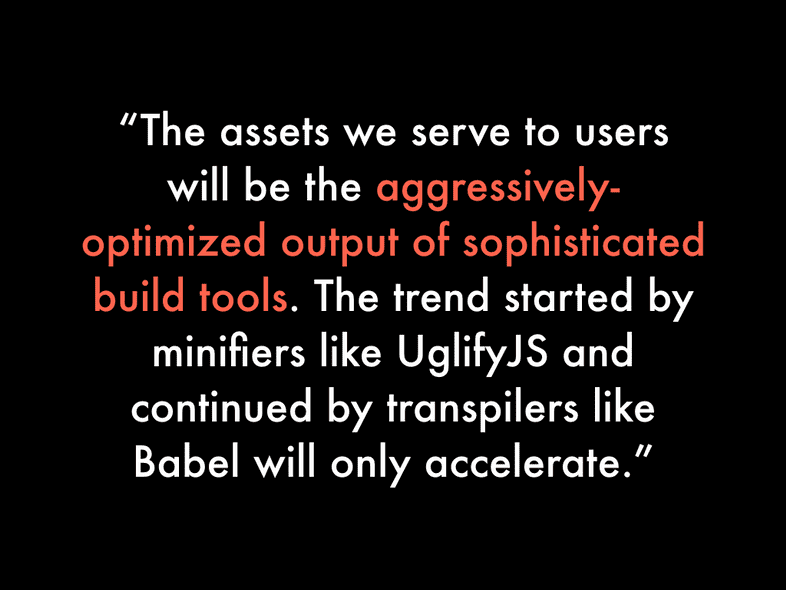 “The assets we serve to users
will be the aggressively-
optimized output of sophisticated
build tools. The trend started by
minifiers like UglifyJS and
continued by transpilers like
Babel will only accelerate.”